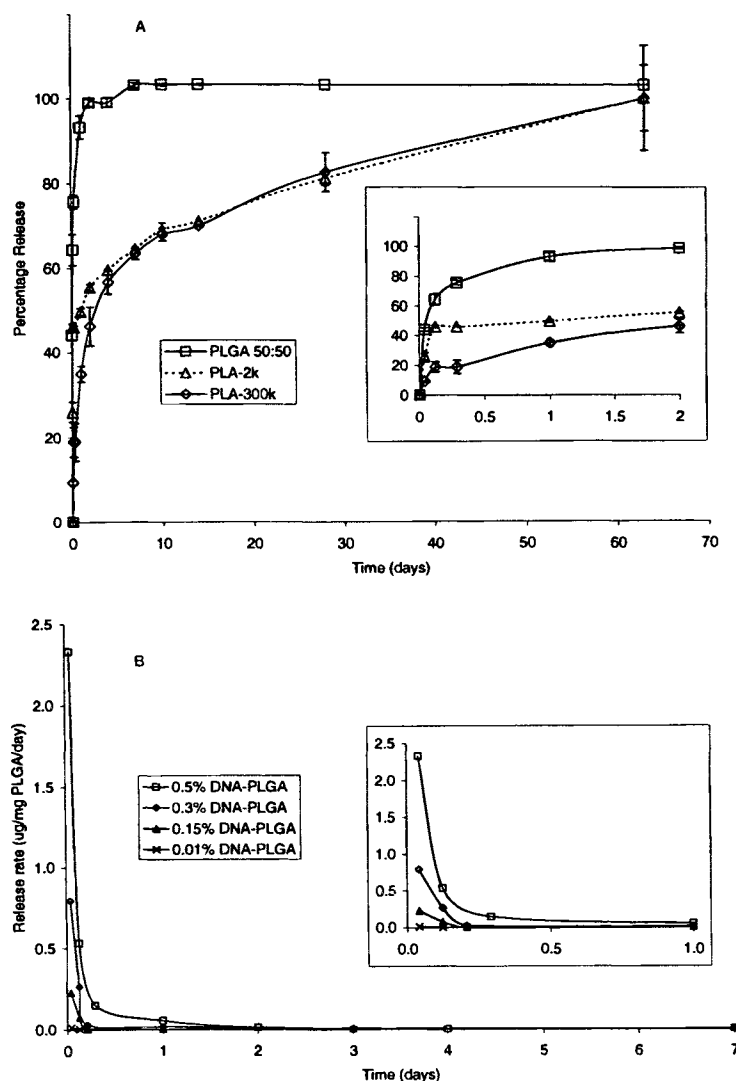 A
100
80
60
40
20
0
Percentage Release
PLGA 50:50
PLA-2k
PLA-300k
100
80
60
40
20
0
0 0.5 1 1.5 2
0 10 20 30 40 50 60 70
Time (days)
B
2.5
2.0
1.5
1.0
0.5
0.0
Release rate (ug/mg PLGA/day)
0.5% DNA-PLGA
0.3% DNA-PLGA
0.15% DNA-PLGA
0.01% DNA-PLGA
2.5
2.0
1.5
1.0
0.5
0.0
0.0 0.5 1.0
0 1 2 3 4 5 6 7
Time (days)